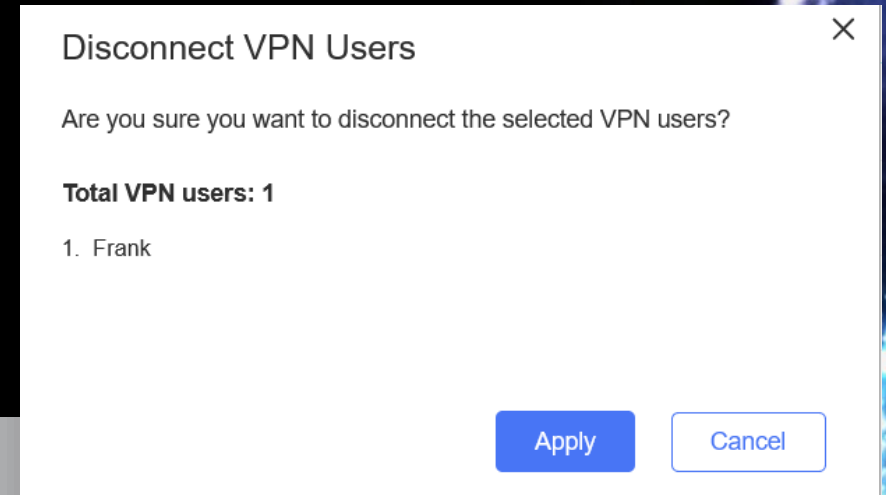 Disconnect VPN Users
Are you sure you want to disconnect the selected VPN users?
Total VPN users: 1
1. Frank
Apply
Cancel